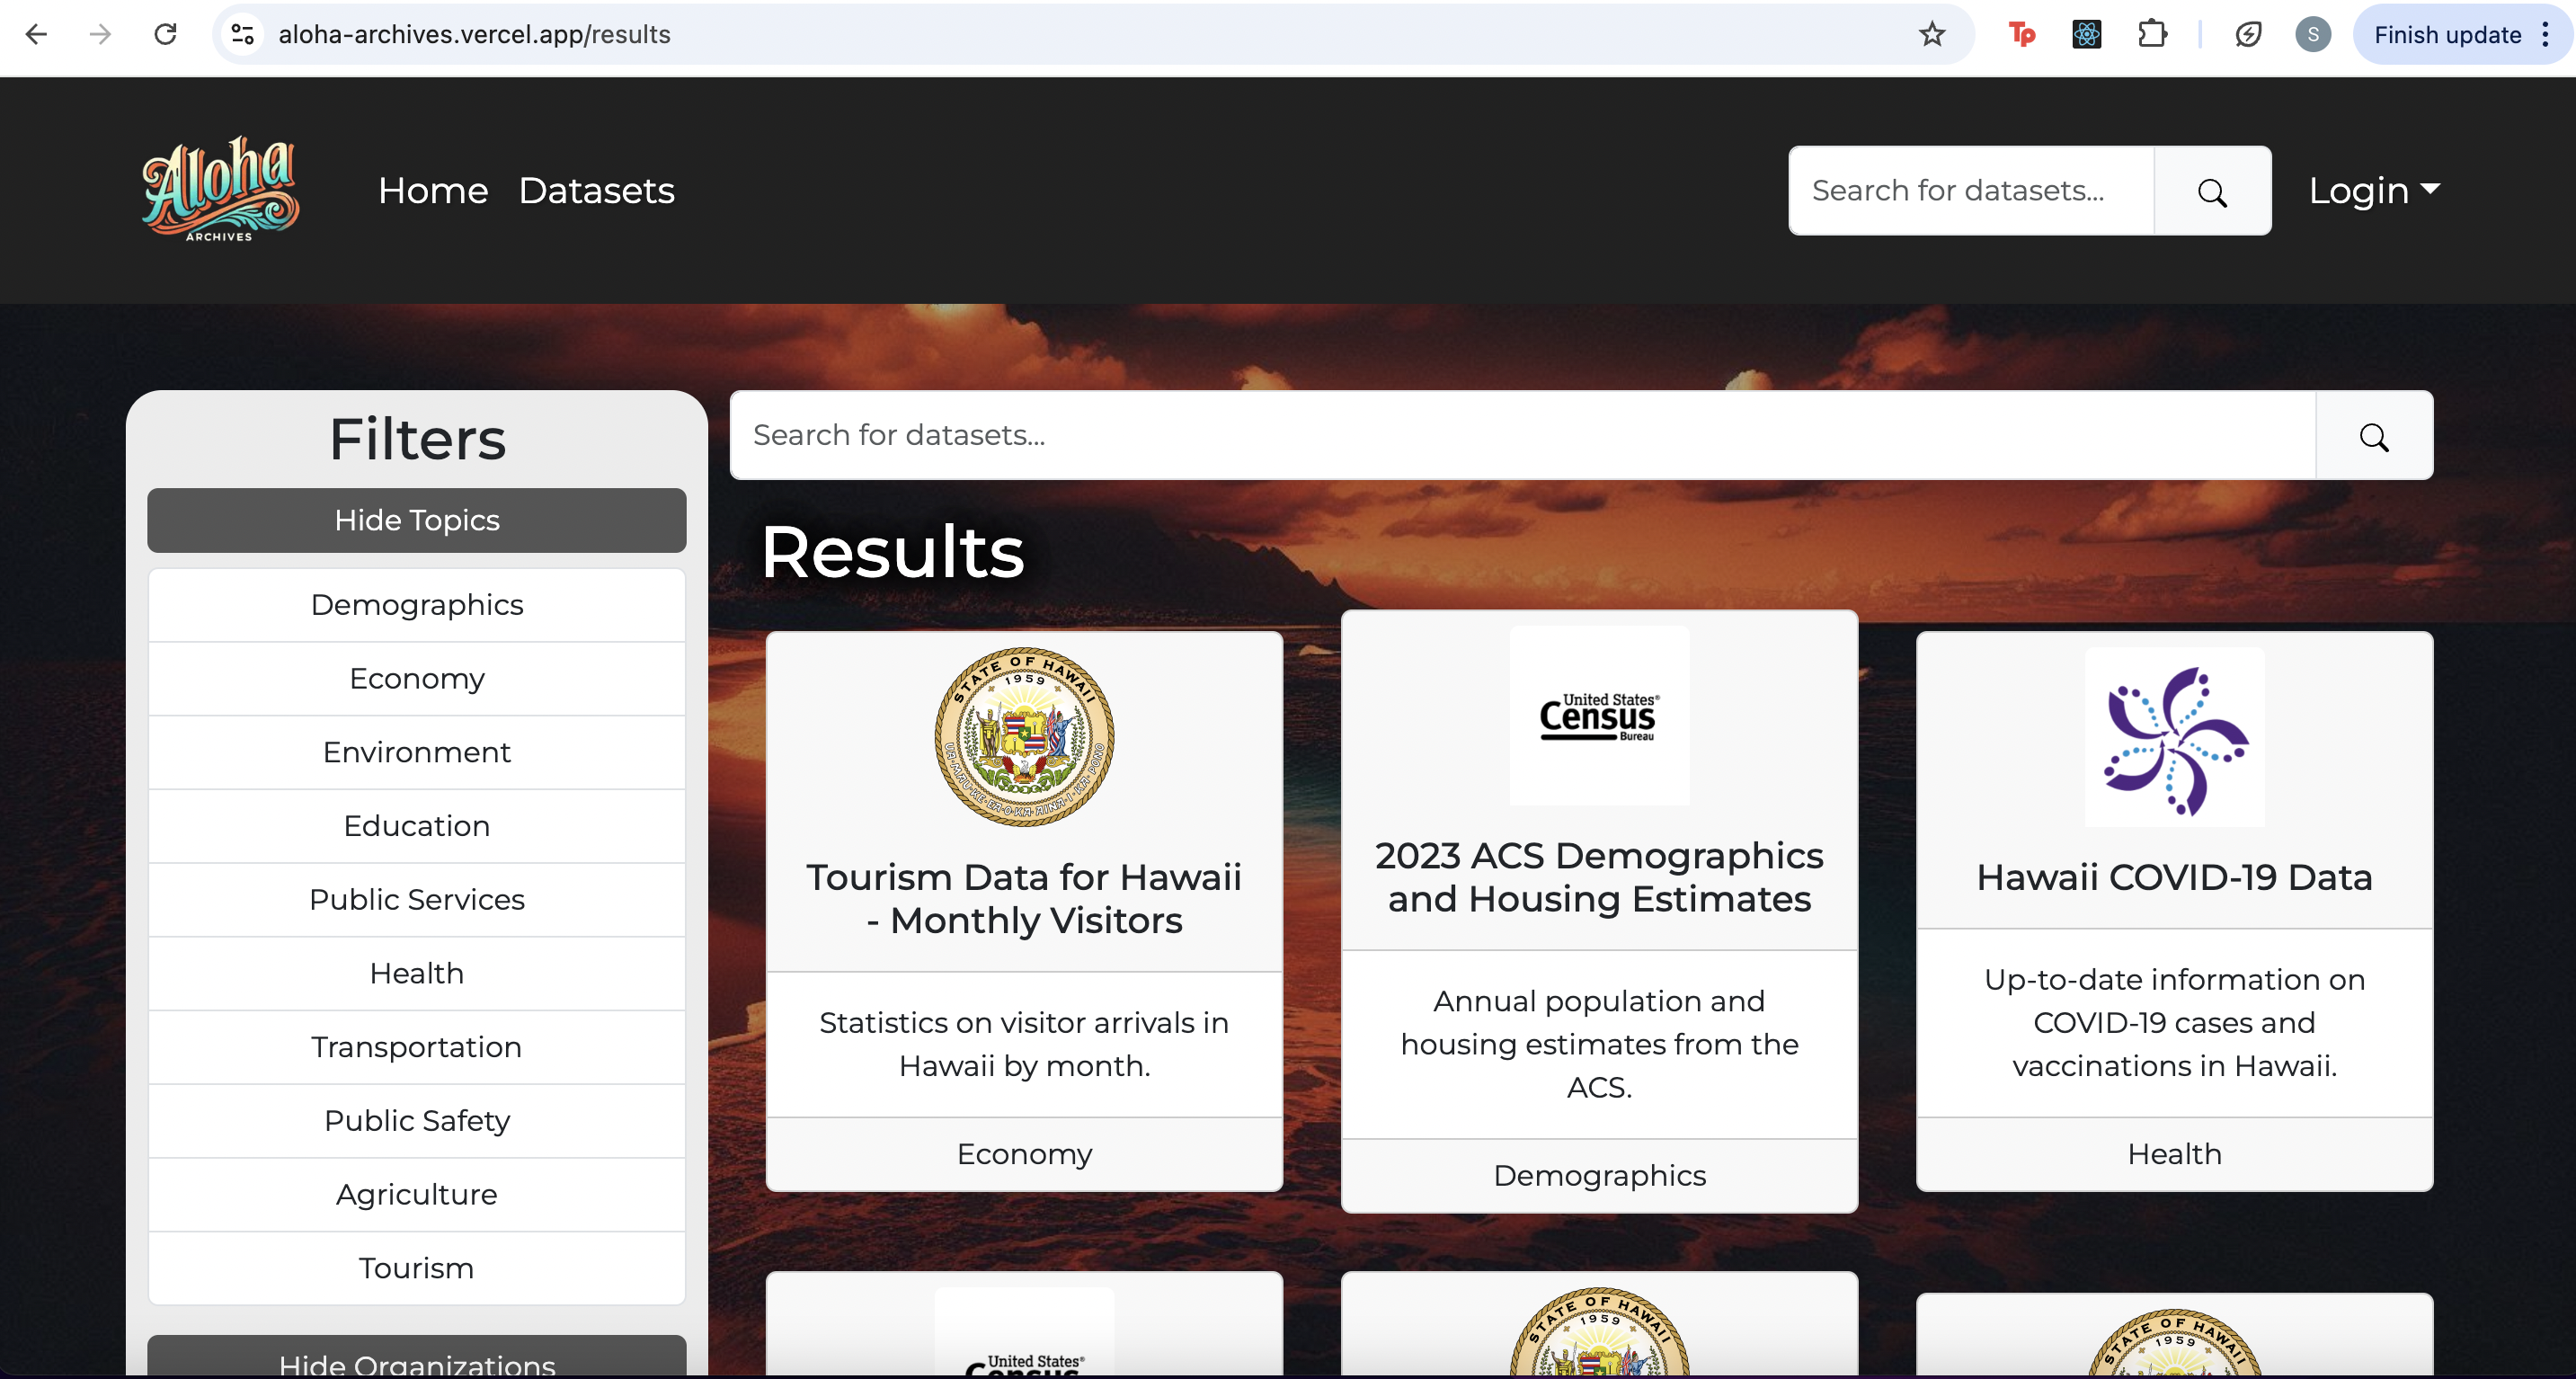 aloha-archives.vercel.app/results
Tp
S
Finish update
Aloha
ARCHIVES
Home
Datasets
Search for datasets...
Login
Filters
Hide Topics
Demographics
Economy
Environment
Education
Public Services
Health
Transportation
Public Safety
Agriculture
Tourism
Hide Organizations
Search for datasets...
Results
STATE OF HAWAII
1959
UA·MAU·KE·EA·O·KA·AINA·I·KA·PONO
Tourism Data for Hawaii
- Monthly Visitors
Statistics on visitor arrivals in
Hawaii by month.
Economy
United States®
Census
Bureau
2023 ACS Demographics
and Housing Estimates
Annual population and
housing estimates from the
ACS.
Demographics
Hawaii COVID-19 Data
Up-to-date information on
COVID-19 cases and
vaccinations in Hawaii.
Health
United States®
Census
STATE OF HAWAII
1959
STATE OF HAWAII
1959